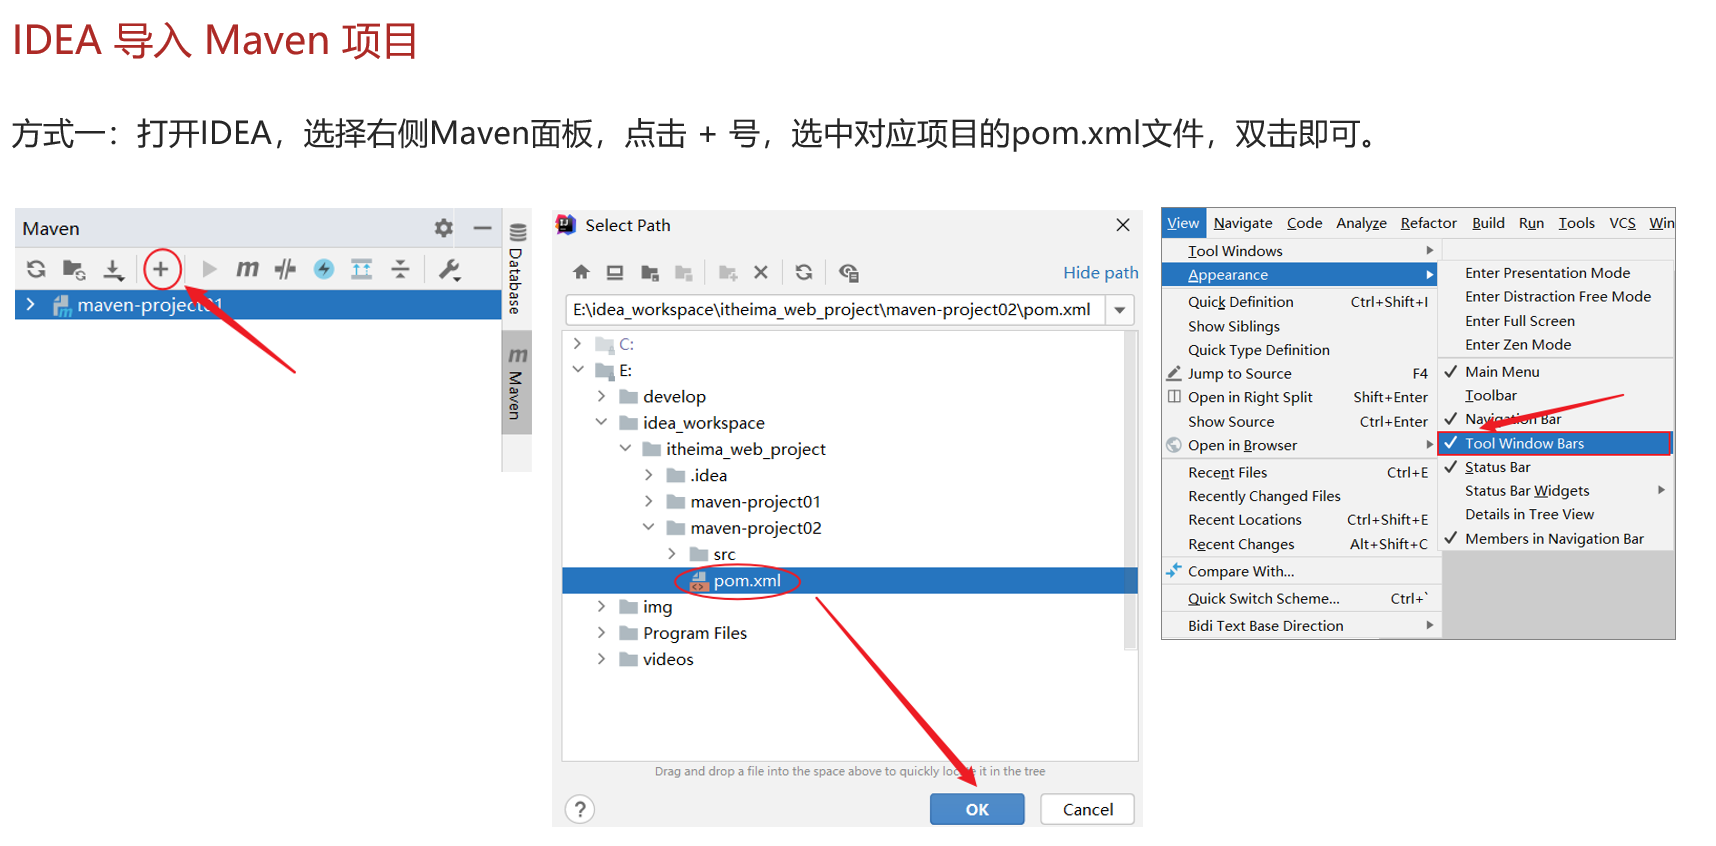 IDEA 导入 Maven 项目
方式一：打开IDEA，选择右侧Maven面板，点击 + 号，选中对应项目的pom.xml文件，双击即可。
Maven
maven-project01
Database
Maven
Select Path
Hide path
E:\idea_workspace\itheima_web_project\maven-project02\pom.xml
C:
E:
develop
idea_workspace
itheima_web_project
.idea
maven-project01
maven-project02
src
pom.xml
img
Program Files
videos
Drag and drop a file into the space above to quickly locate it in the tree
?
OK
Cancel
View Navigate Code Analyze Refactor Build Run Tools VCS Win
Tool Windows
Appearance
Quick Definition Ctrl+Shift+I
Show Siblings
Quick Type Definition
Jump to Source F4
Open in Right Split Shift+Enter
Show Source Ctrl+Enter
Open in Browser
Recent Files Ctrl+E
Recently Changed Files
Recent Locations Ctrl+Shift+E
Recent Changes Alt+Shift+C
Compare With...
Quick Switch Scheme... Ctrl+`
Bidi Text Base Direction
Enter Presentation Mode
Enter Distraction Free Mode
Enter Full Screen
Enter Zen Mode
Main Menu
Toolbar
Navigation Bar
Tool Window Bars
Status Bar
Status Bar Widgets
Details in Tree View
Members in Navigation Bar